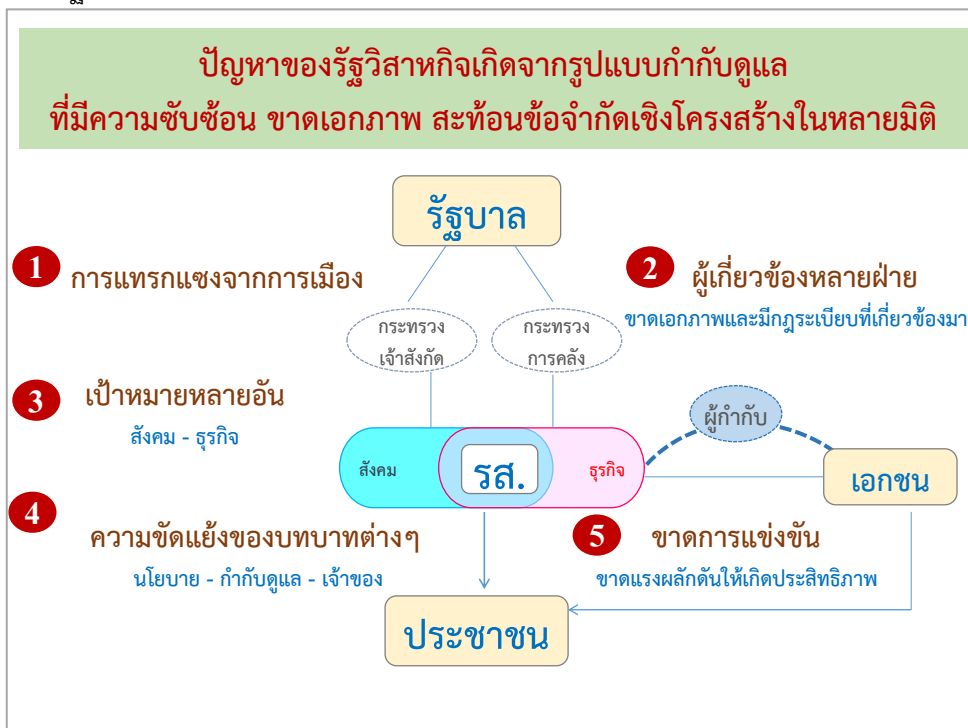 ปัญหาของรัฐวิสาหกิจเกิดจากรูปแบบกำกับดูแล
ที่มีความซับซ้อน ขาดเอกภาพ สะท้อนข้อจำกัดเชิงโครงสร้างในหลายมิติ
รัฐบาล
1 การแทรกแซงจากการเมือง
2 ผู้เกี่ยวข้องหลายฝ่าย
ขาดเอกภาพและมีกฎระเบียบที่เกี่ยวข้องมา
กระทรวง
เจ้าสังกัด
กระทรวง
การคลัง
3 เป้าหมายหลายอัน
สังคม - ธุรกิจ
ผู้กำกับ
สังคม
รส.
ธุรกิจ
เอกชน
4 ความขัดแย้งของบทบาทต่างๆ
นโยบาย - กำกับดูแล - เจ้าของ
5 ขาดการแข่งขัน
ขาดแรงผลักดันให้เกิดประสิทธิภาพ
ประชาชน